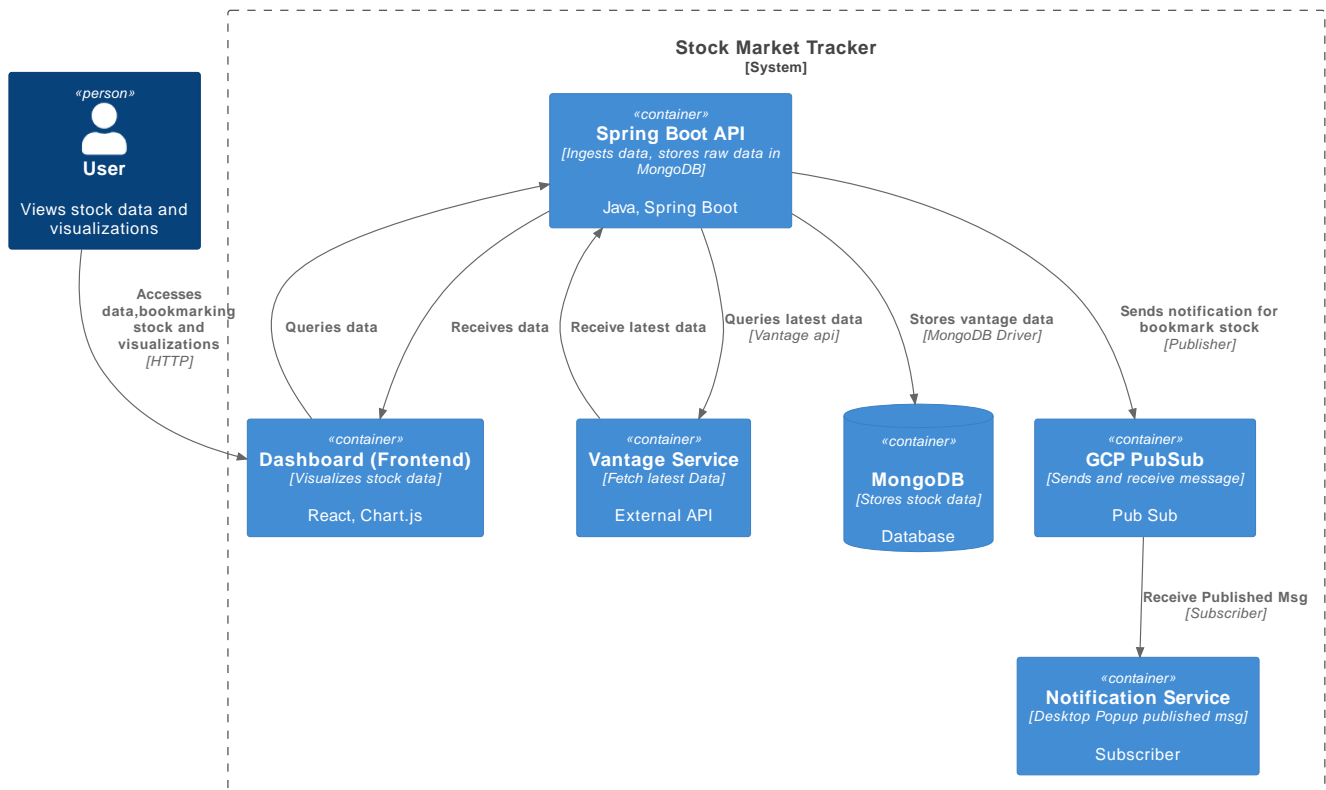 Stock Market Tracker
[System]
«person»
User
Views stock data and
visualizations
«container»
Spring Boot API
[Ingests data, stores raw data in
MongoDB]
Java, Spring Boot
Accesses
data,bookmarking
stock and
visualizations
[HTTP]
Queries data
Receives data
Receive latest data
Queries latest data
[Vantage api]
Stores vantage data
[MongoDB Driver]
Sends notification for
bookmark stock
[Publisher]
«container»
Dashboard (Frontend)
[Visualizes stock data]
React, Chart.js
«container»
Vantage Service
[Fetch latest Data]
External API
«container»
MongoDB
[Stores stock data]
Database
«container»
GCP PubSub
[Sends and receive message]
Pub Sub
Receive Published Msg
[Subscriber]
«container»
Notification Service
[Desktop Popup published msg]
Subscriber